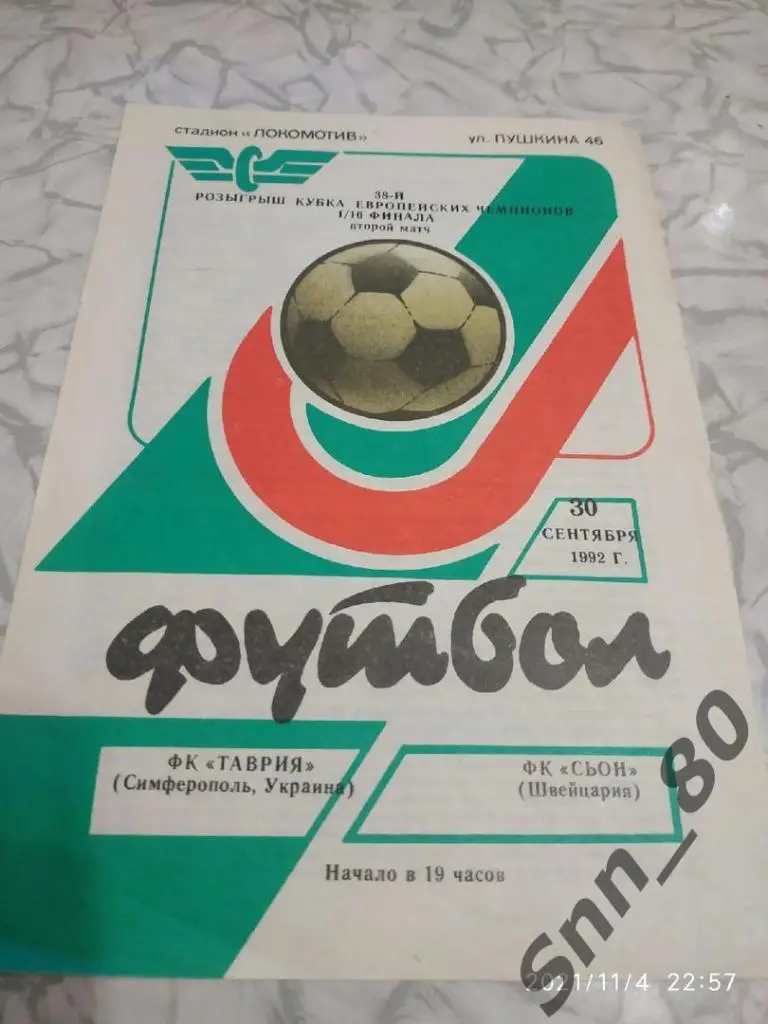 стадион «ЛОКОМОТИВ» ул. ПУШКИНА 46
38-Й
РОЗЫГРЫШ КУБКА ЕВРОПЕЙСКИХ ЧЕМПИОНОВ
1/16 ФИНАЛА
второй матч
30
СЕНТЯБРЯ
1992 Г.
футбол
ФК «ТАВРИЯ»
(Симферополь, Украина)
ФК «СЬОН»
(Швейцария)
Начало в 19 часов
Snn_80
2021/11/4 22:57